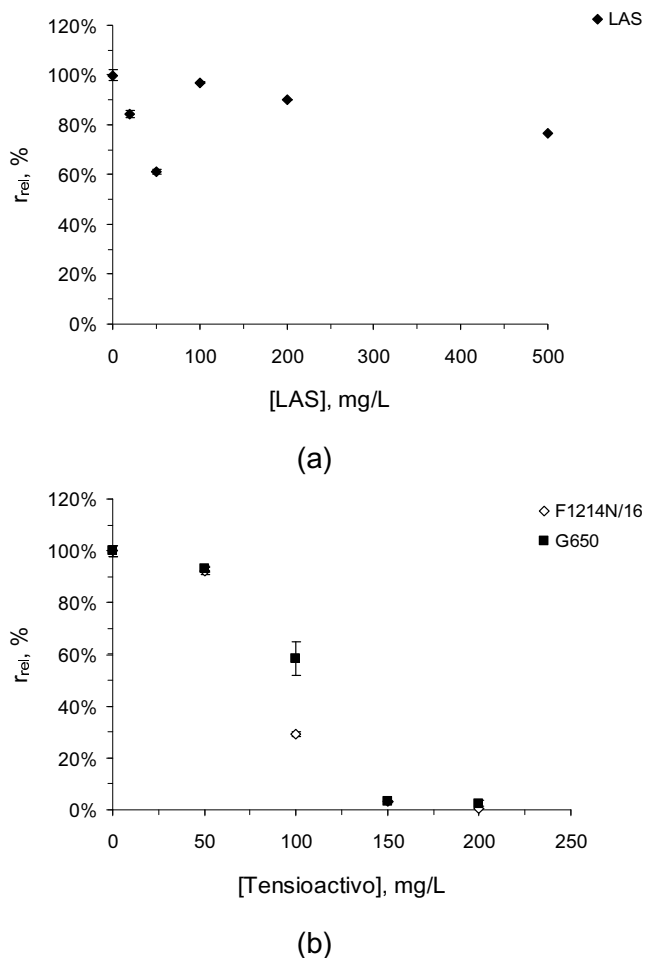 120%
100%
80%
60%
40%
20%
0%
r_rel, %
◆ LAS
0 100 200 300 400 500
[LAS], mg/L
(a)
120%
100%
80%
60%
40%
20%
0%
r_rel, %
◇ F1214N/16
■ G650
0 50 100 150 200 250
[Tensioactivo], mg/L
(b)